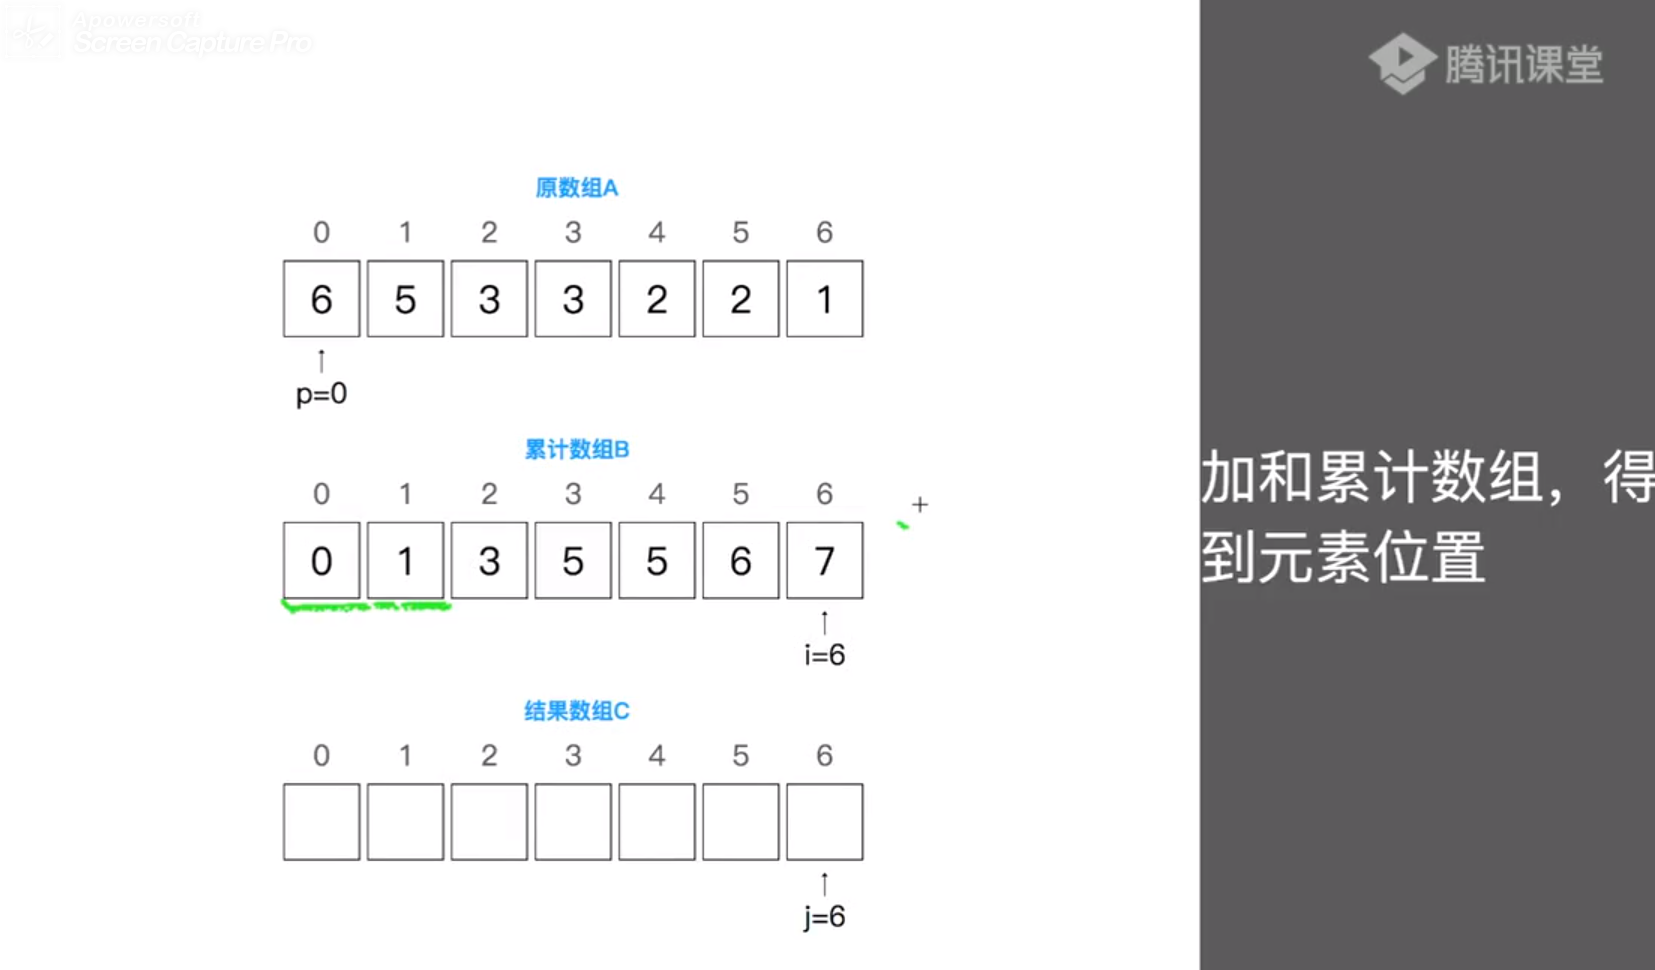 Apowersoft
Screen Capture Pro
腾讯课堂
原数组A
0 1 2 3 4 5 6
6 5 3 3 2 2 1
p=0
累计数组B
0 1 2 3 4 5 6
0 1 3 5 5 6 7
i=6
结果数组C
0 1 2 3 4 5 6
j=6
加和累计数组，得
到元素位置